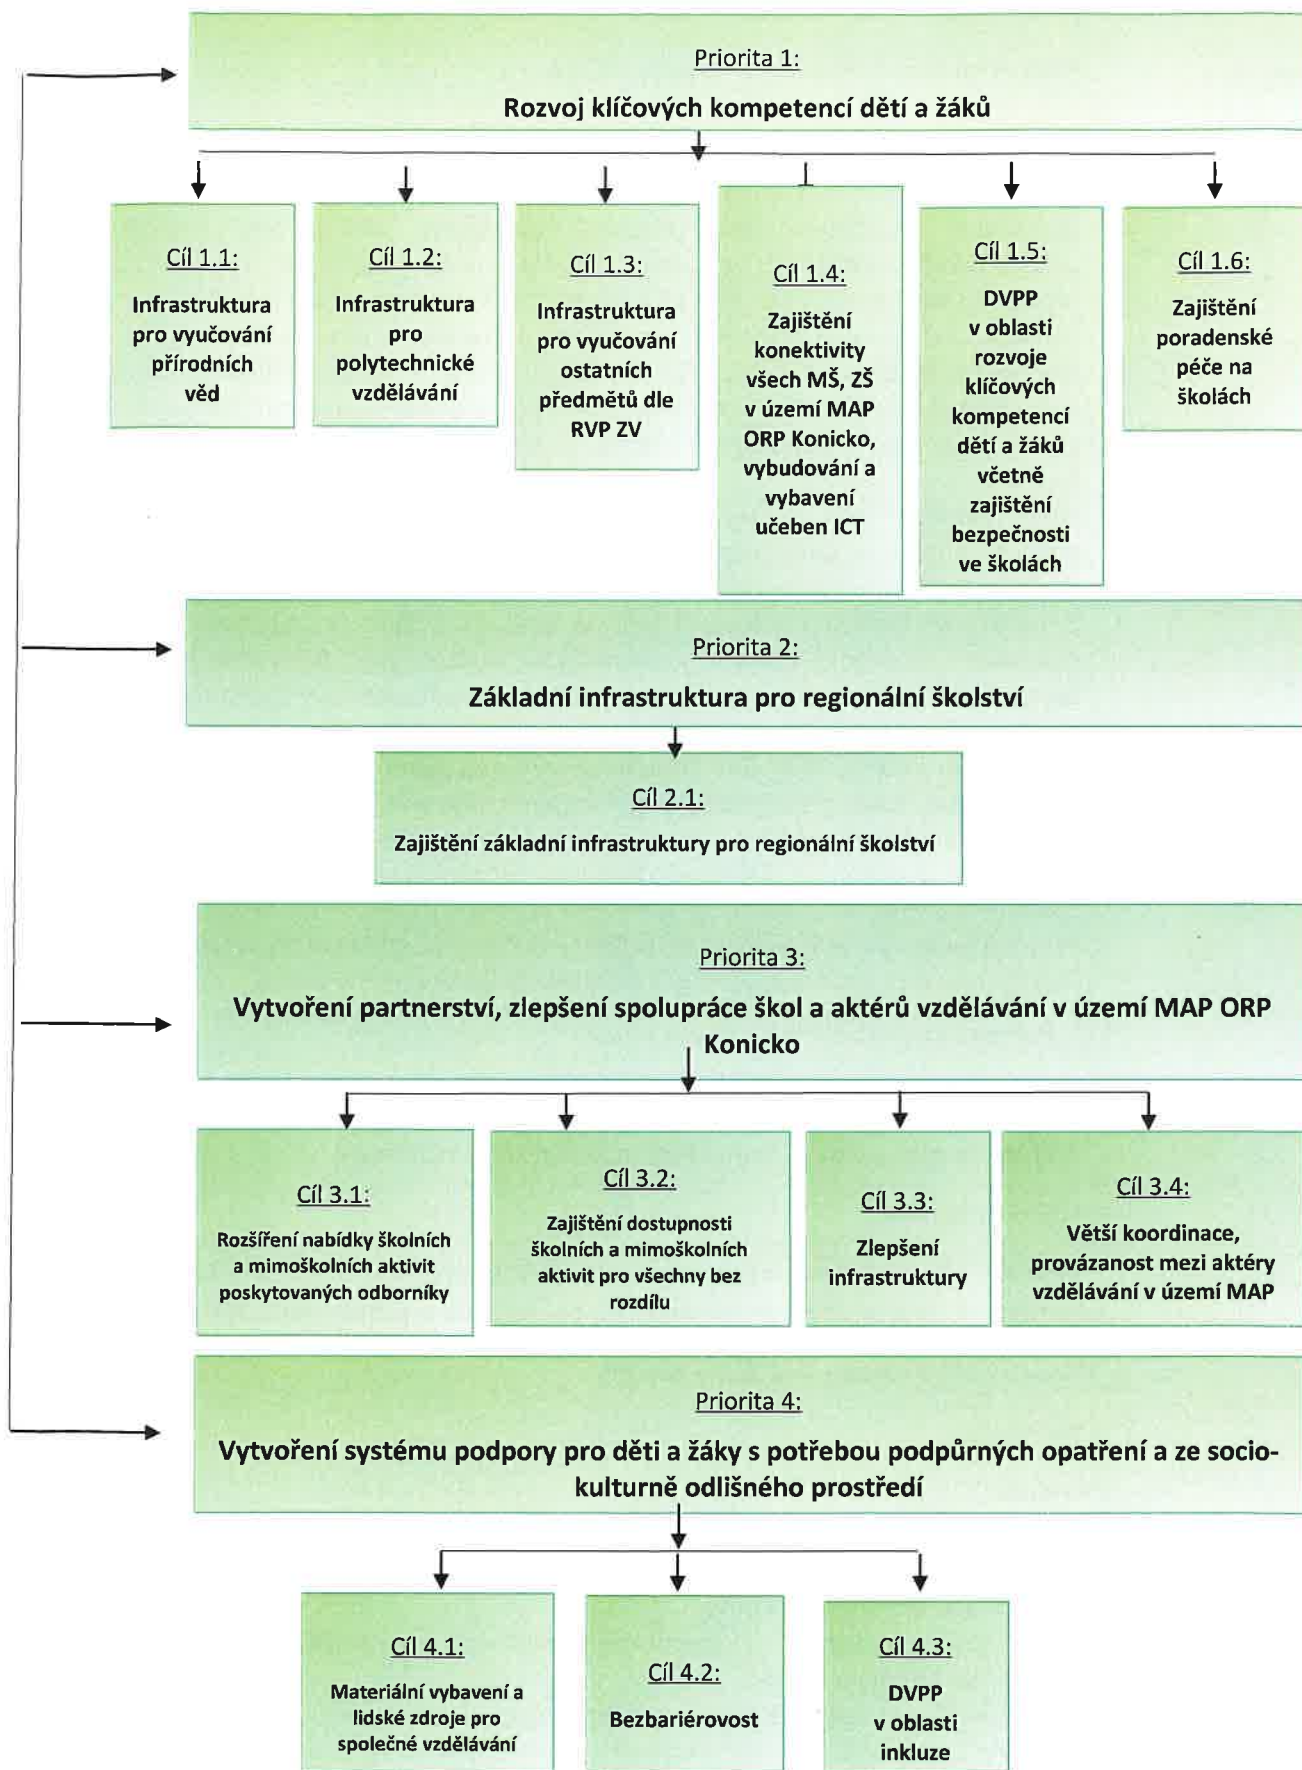 Priorita 1:
Rozvoj klíčových kompetencí dětí a žáků
Cíl 1.1:
Infrastruktura
pro vyučování
přírodních
věd
Cíl 1.2:
Infrastruktura
pro
polytechnické
vzdělávání
Cíl 1.3:
Infrastruktura
pro vyučování
ostatních
předmětů dle
RVP ZV
Cíl 1.4:
Zajištění
konektivity
všech MŠ, ZŠ
v území MAP
ORP Konicko,
vybudování a
vybavení
učeben ICT
Cíl 1.5:
DVPP
v oblasti
rozvoje
klíčových
kompetencí
dětí a žáků
včetně
zajištění
bezpečnosti
ve školách
Cíl 1.6:
Zajištění
poradenské
péče na
školách
Priorita 2:
Základní infrastruktura pro regionální školství
Cíl 2.1:
Zajištění základní infrastruktury pro regionální školství
Priorita 3:
Vytvoření partnerství, zlepšení spolupráce škol a aktérů vzdělávání v území MAP ORP
Konicko
Cíl 3.1:
Rozšíření nabídky školních
a mimoškolních aktivit
poskytovaných odborníky
Cíl 3.2:
Zajištění dostupnosti
školních a mimoškolních
aktivit pro všechny bez
rozdílu
Cíl 3.3:
Zlepšení
infrastruktury
Cíl 3.4:
Větší koordinace,
provázanost mezi aktéry
vzdělávání v území MAP
Priorita 4:
Vytvoření systému podpory pro děti a žáky s potřebou podpůrných opatření a ze socio-
kulturně odlišného prostředí
Cíl 4.1:
Materiální vybavení a
lidské zdroje pro
společné vzdělávání
Cíl 4.2:
Bezbariérovost
Cíl 4.3:
DVPP
v oblasti
inkluze